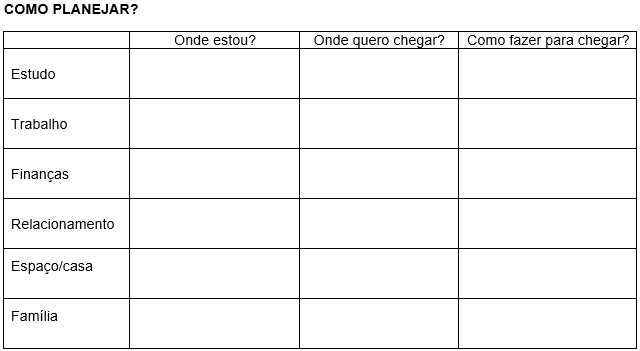 COMO PLANEJAR?
Onde estou? Onde quero chegar? Como fazer para chegar?
Estudo
Trabalho
Finanças
Relacionamento
Espaço/casa
Família